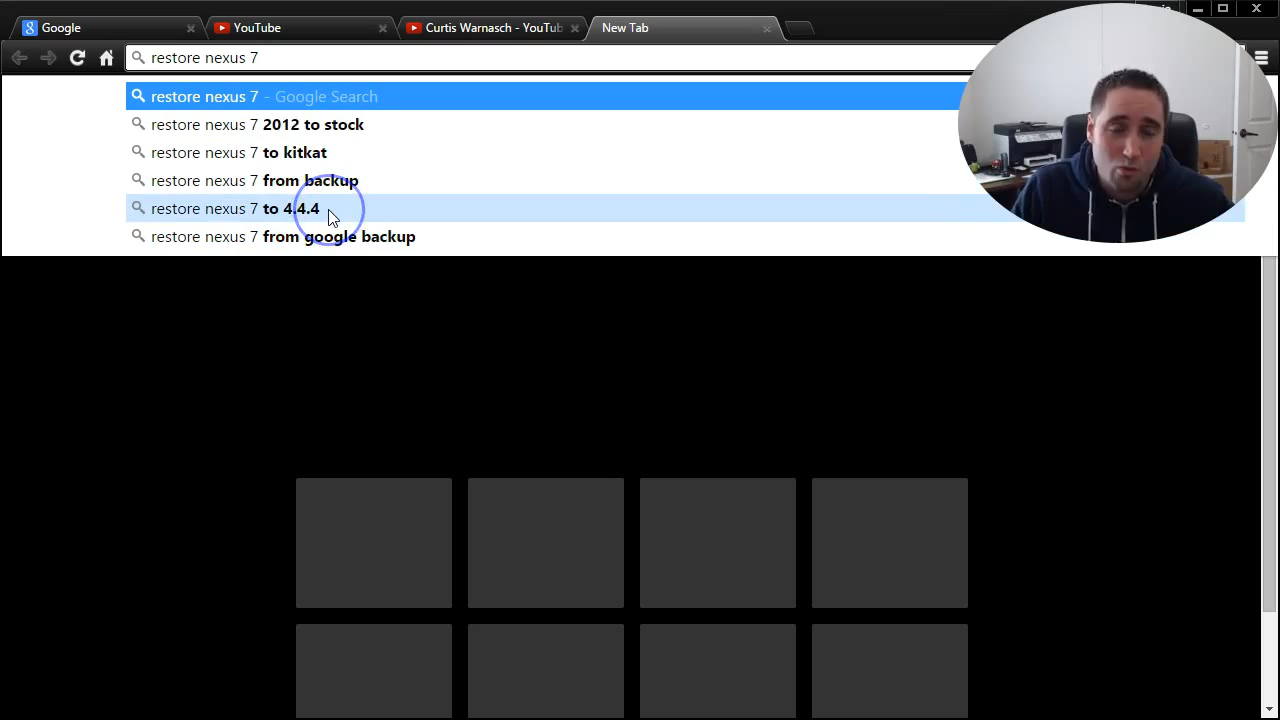 Google
YouTube
Curtis Warnasch - YouTub
New Tab
restore nexus 7
restore nexus 7 - Google Search
restore nexus 7 2012 to stock
restore nexus 7 to kitkat
restore nexus 7 from backup
restore nexus 7 to 4.4.4
restore nexus 7 from google backup